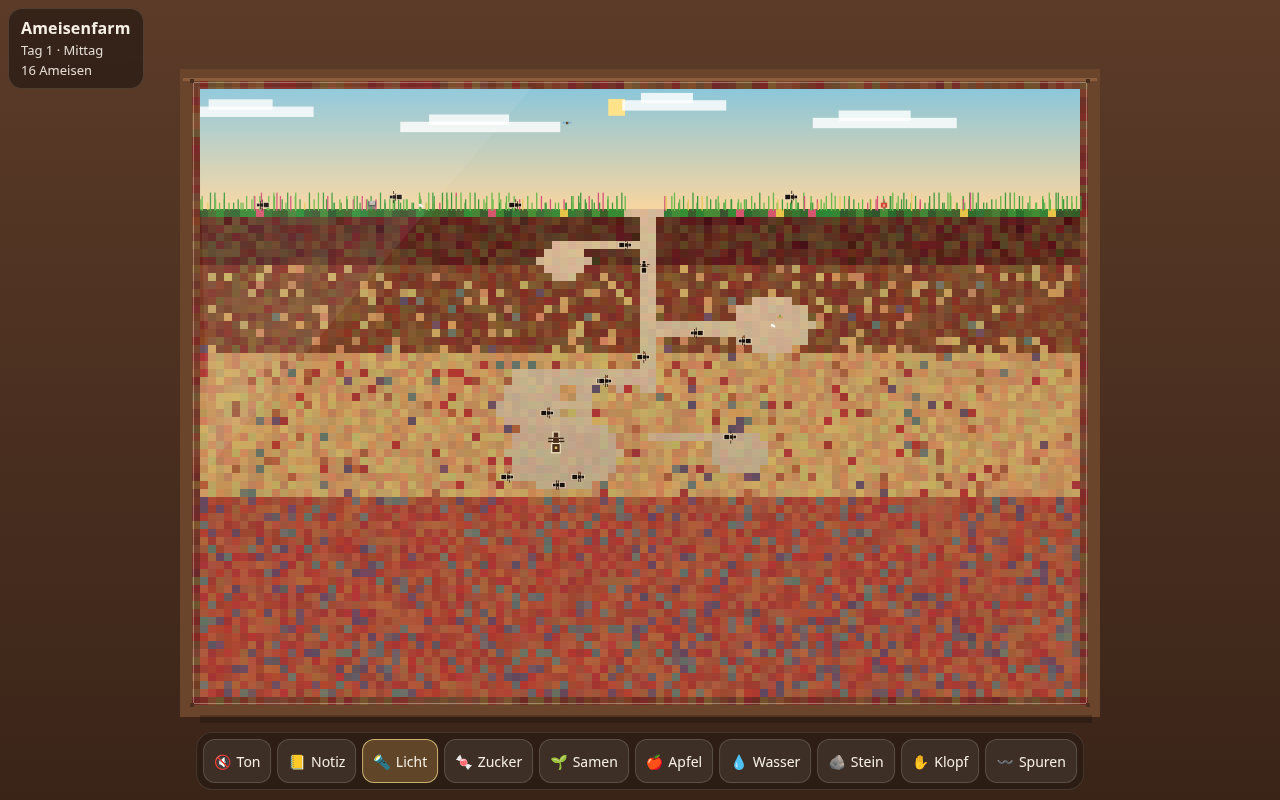 Ameisenfarm
Tag 1 · Mittag
16 Ameisen
Ton
Notiz
Licht
Zucker
Samen
Apfel
Wasser
Stein
Klopf
Spuren